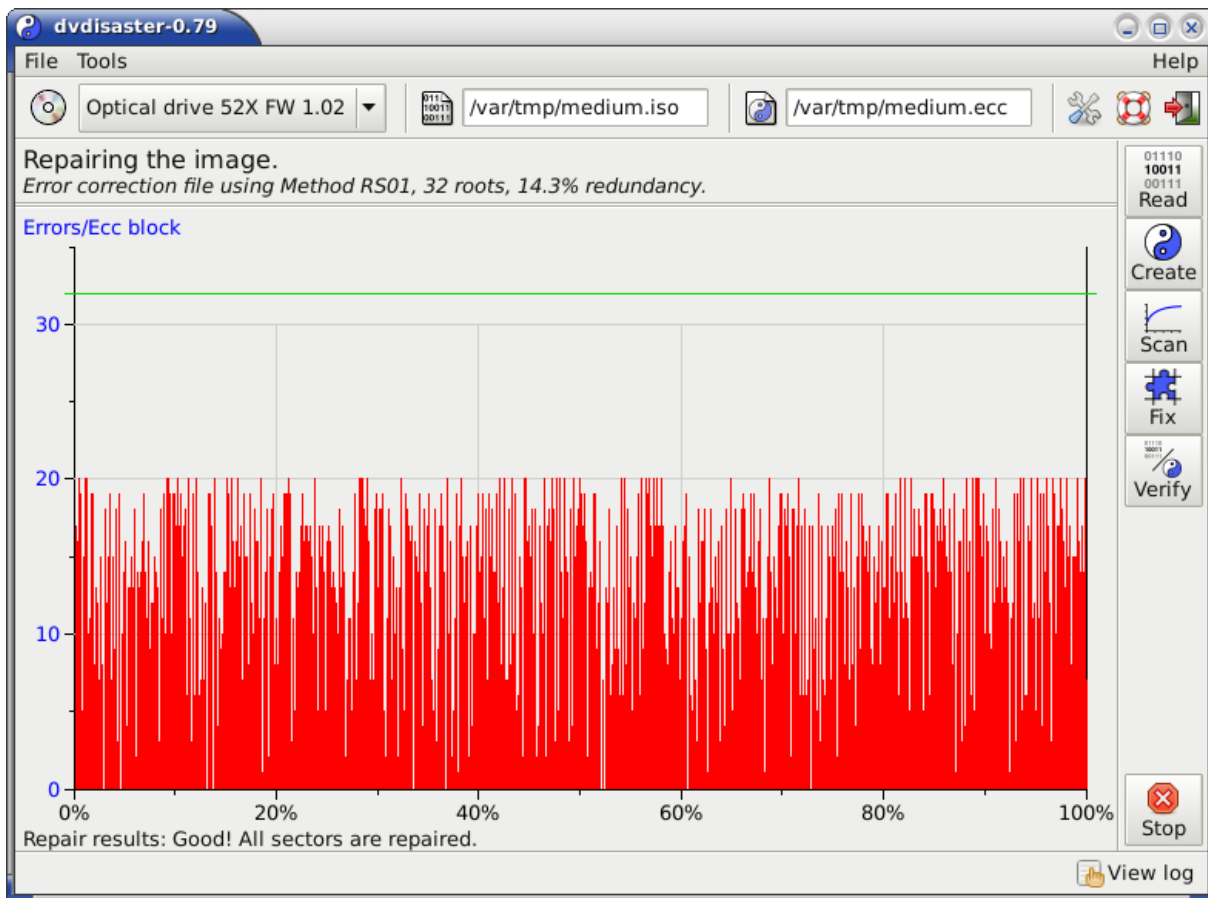 dvdisaster-0.79
File Tools Help
Optical drive 52X FW 1.02 /var/tmp/medium.iso /var/tmp/medium.ecc
Repairing the image.
Error correction file using Method RS01, 32 roots, 14.3% redundancy.
Errors/Ecc block
30
20
10
0
0% 20% 40% 60% 80% 100%
Repair results: Good! All sectors are repaired.
01110
10011
00111
Read
Create
Scan
Fix
Verify
Stop
View log